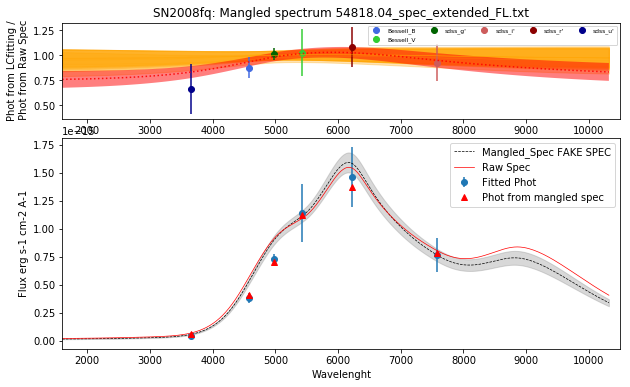 SN2008fq: Mangled spectrum 54818.04_spec_extended_FL.txt
Phot from LCfitting /
Phot from Raw Spec
1.25
1.00
0.75
0.50
Bessell_B
Bessell_V
sdss_g'
sdss_i'
sdss_r'
sdss_u'
2000 3000 4000 5000 6000 7000 8000 9000 10000
Flux erg s-1 cm-2 A-1
1.75
1.50
1.25
1.00
0.75
0.50
0.25
0.00
Mangled_Spec FAKE SPEC
Raw Spec
Fitted Phot
Phot from mangled spec
2000 3000 4000 5000 6000 7000 8000 9000 10000
Wavelenght